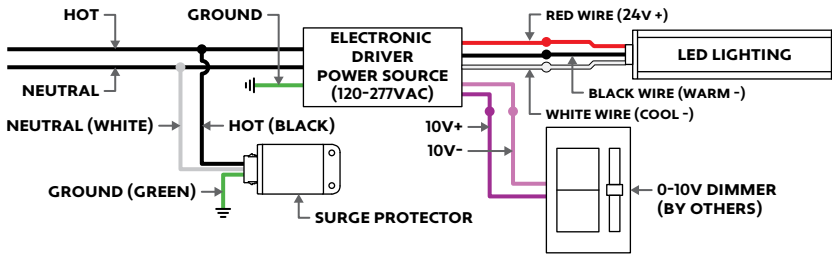 HOT
GROUND
RED WIRE (24V +)
ELECTRONIC
DRIVER
POWER SOURCE
(120-277VAC)
LED LIGHTING
NEUTRAL
BLACK WIRE (WARM -)
WHITE WIRE (COOL -)
NEUTRAL (WHITE)
HOT (BLACK)
10V+
10V-
GROUND (GREEN)
SURGE PROTECTOR
0-10V DIMMER
(BY OTHERS)